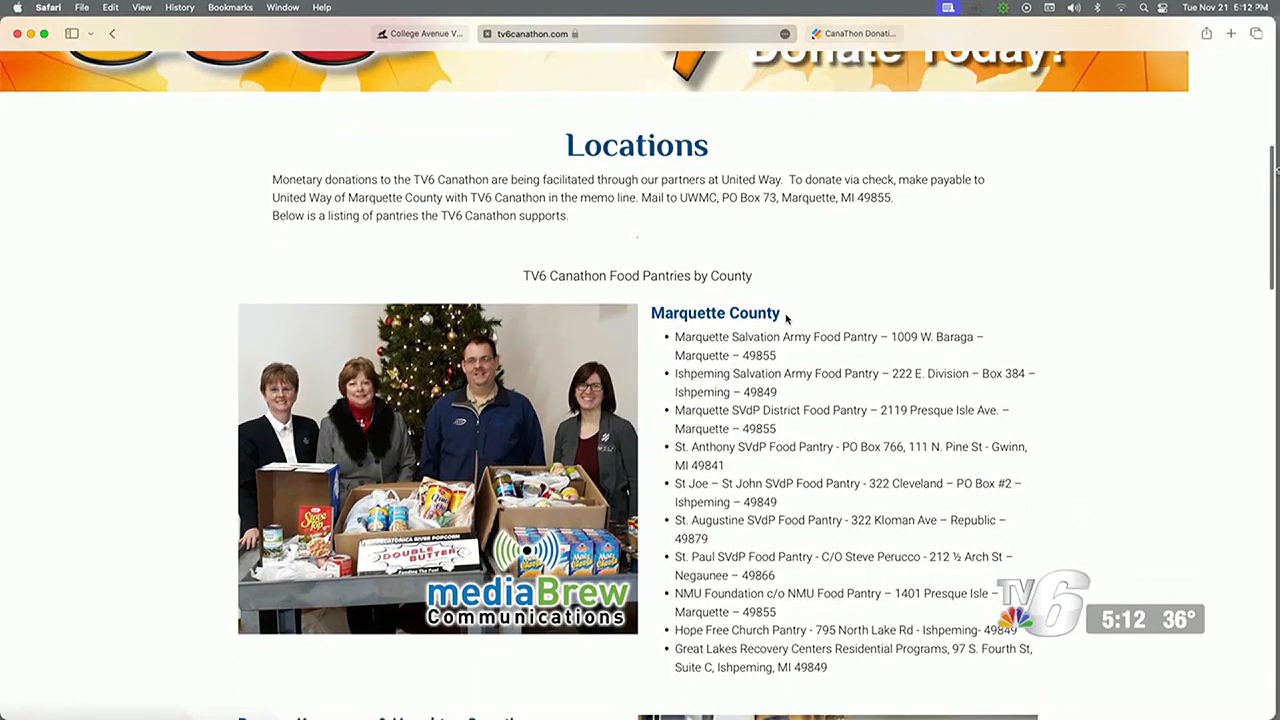 Safari File Edit View History Bookmarks Window Help Tue Nov 21 5:12 PM
College Avenue V... tv6canathon.com CanaThon Donati...
Donate Today!
Locations
Monetary donations to the TV6 Canathon are being facilitated through our partners at United Way. To donate via check, make payable to
United Way of Marquette County with TV6 Canathon in the memo line. Mail to UWMC, PO Box 73, Marquette, MI 49855.
Below is a listing of pantries the TV6 Canathon supports.
.
TV6 Canathon Food Pantries by County
Marquette County
• Marquette Salvation Army Food Pantry – 1009 W. Baraga –
Marquette – 49855
• Ishpeming Salvation Army Food Pantry – 222 E. Division – Box 384 –
Ishpeming – 49849
• Marquette SVdP District Food Pantry – 2119 Presque Isle Ave. –
Marquette – 49855
• St. Anthony SVdP Food Pantry - PO Box 766, 111 N. Pine St - Gwinn,
MI 49841
• St Joe – St John SVdP Food Pantry - 322 Cleveland – PO Box #2 –
Ishpeming – 49849
• St. Augustine SVdP Food Pantry - 322 Kloman Ave – Republic –
49879
• St. Paul SVdP Food Pantry - C/O Steve Perucco - 212 ½ Arch St –
Negaunee – 49866
• NMU Foundation c/o NMU Food Pantry – 1401 Presque Isle –
Marquette – 49855
• Hope Free Church Pantry - 795 North Lake Rd - Ishpeming- 49849
• Great Lakes Recovery Centers Residential Programs, 97 S. Fourth St,
Suite C, Ishpeming, MI 49849
Stove
Top
DOUBLE BUTTER
mediaBrew
Communications
TV6
5:12 36°